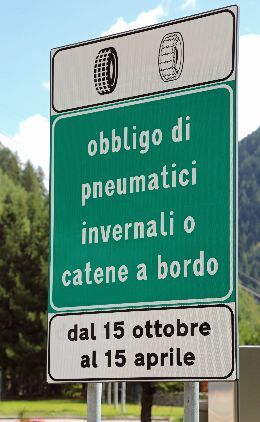 obbligo di
pneumatici
invernali o
catene a bordo
dal 15 ottobre
al 15 aprile